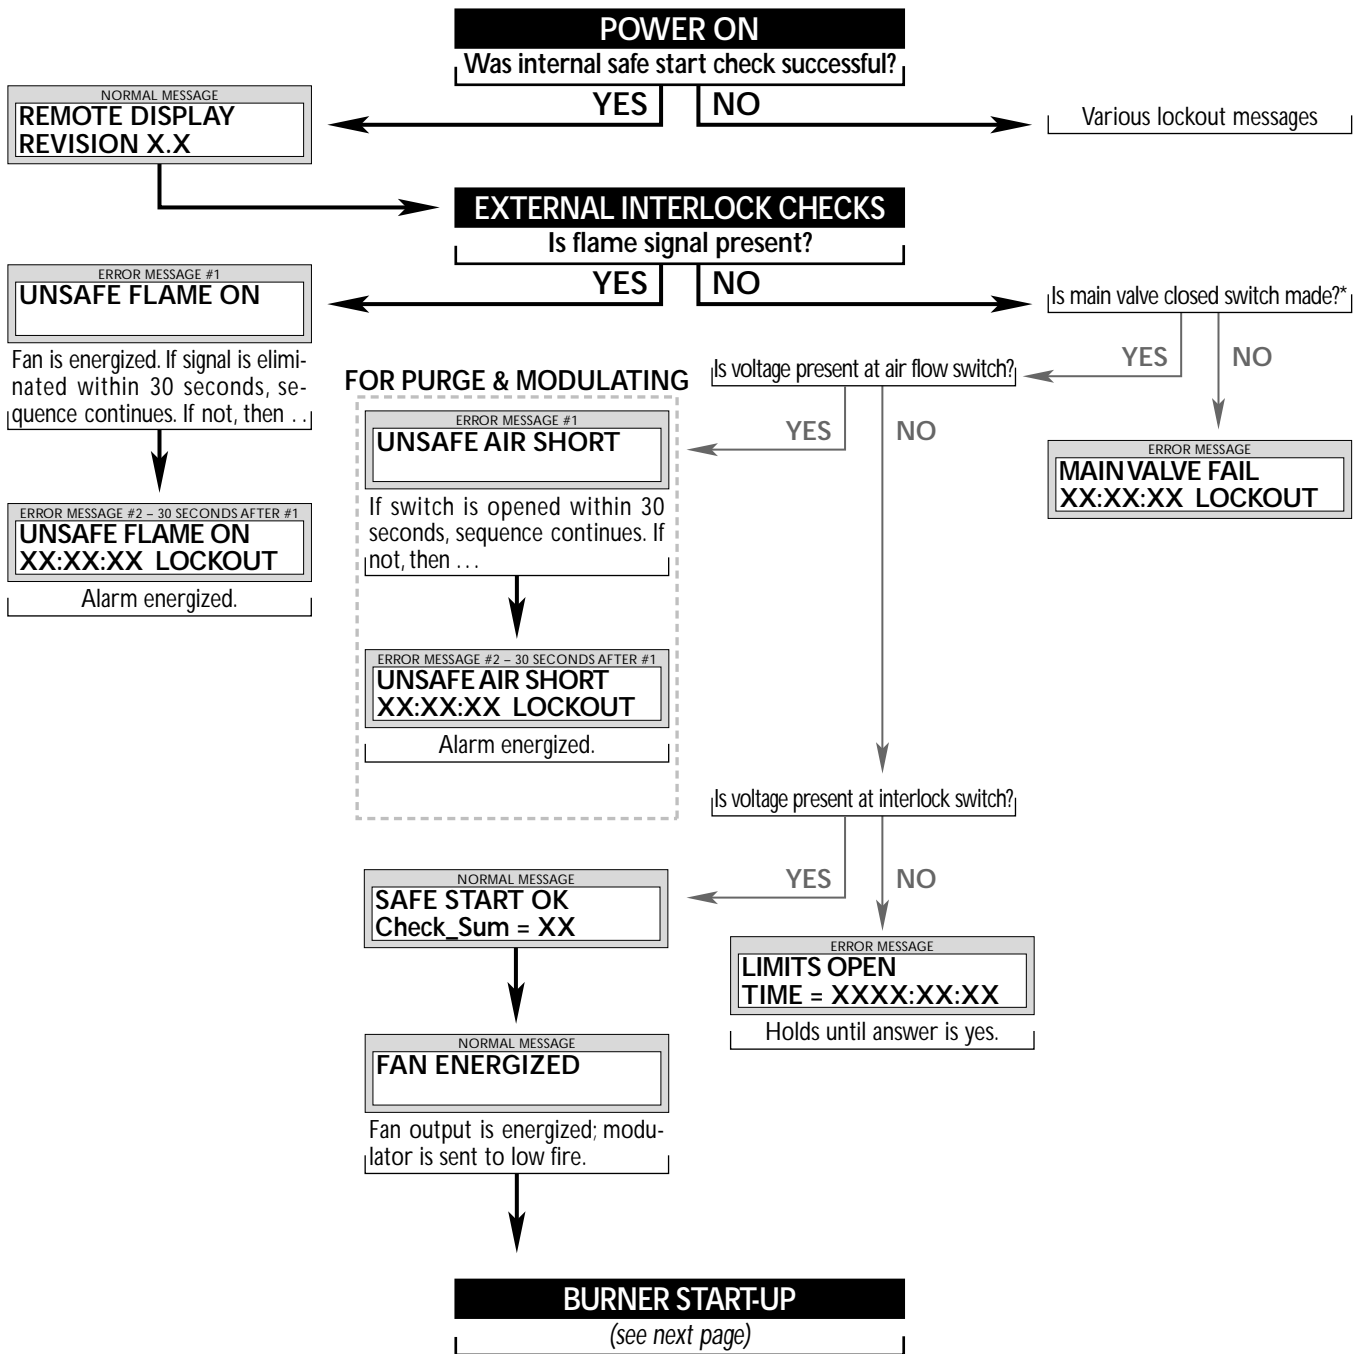 POWER ON
Was internal safe start check successful?
YES
NO
NORMAL MESSAGE
REMOTE DISPLAY
REVISION X.X
Various lockout messages
EXTERNAL INTERLOCK CHECKS
Is flame signal present?
YES
NO
ERROR MESSAGE #1
UNSAFE FLAME ON
Fan is energized. If signal is elimi-
nated within 30 seconds, se-
quence continues. If not, then . .
ERROR MESSAGE #2 – 30 SECONDS AFTER #1
UNSAFE FLAME ON
XX:XX:XX LOCKOUT
Alarm energized.
Is main valve closed switch made?*
YES
NO
ERROR MESSAGE
MAIN VALVE FAIL
XX:XX:XX LOCKOUT
Is voltage present at air flow switch?
YES
NO
FOR PURGE & MODULATING
ERROR MESSAGE #1
UNSAFE AIR SHORT
If switch is opened within 30
seconds, sequence continues. If
not, then . . .
ERROR MESSAGE #2 – 30 SECONDS AFTER #1
UNSAFE AIR SHORT
XX:XX:XX LOCKOUT
Alarm energized.
Is voltage present at interlock switch?
YES
NO
NORMAL MESSAGE
SAFE START OK
Check_Sum = XX
ERROR MESSAGE
LIMITS OPEN
TIME = XXXX:XX:XX
Holds until answer is yes.
NORMAL MESSAGE
FAN ENERGIZED
Fan output is energized; modu-
lator is sent to low fire.
BURNER START-UP
(see next page)